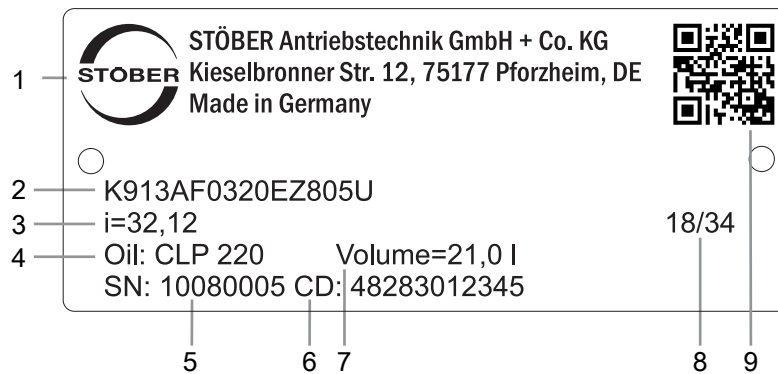 1
STÖBER
STÖBER Antriebstechnik GmbH + Co. KG
Kieselbronner Str. 12, 75177 Pforzheim, DE
Made in Germany
2 K913AF0320EZ805U
3 i=32,12 18/34
4 Oil: CLP 220 Volume=21,0 l
SN: 10080005 CD: 48283012345
5 6 7 8 9